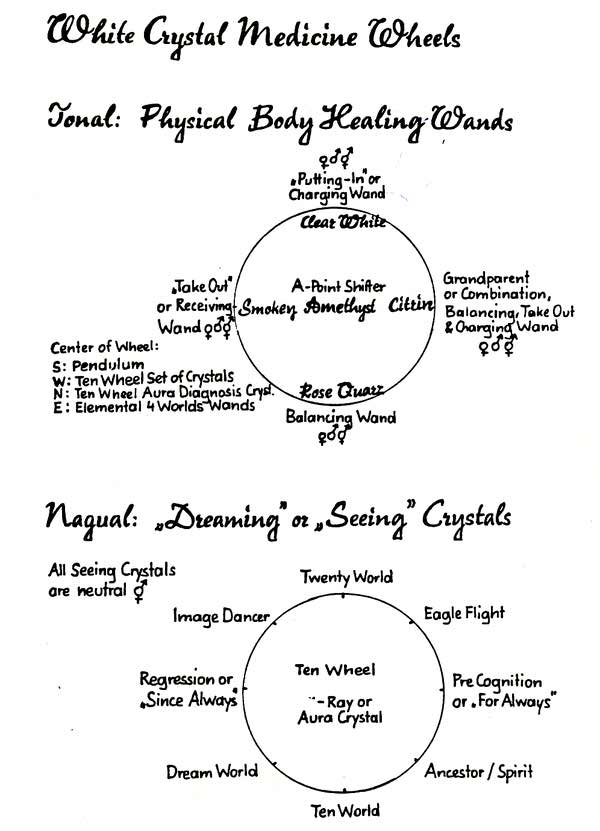 White Crystal Medicine Wheels
Tonal: Physical Body Healing Wands
♀♂⚥
„Putting-In" or
Charging Wand
Clear White
„Take Out"
or Receiving
Wand ♀♂⚥
A-Point Shifter
Smokey Amethyst Citrin
Grandparent
or Combination,
Balancing, Take Out
& Charging Wand
♀♂⚥
Center of Wheel:
S: Pendulum
W: Ten Wheel Set of Crystals
N: Ten Wheel Aura Diagnosis Cryst.
E: Elemental 4 Worlds Wands
Rose Quarz
Balancing Wand
♀♂⚥
Nagual: „Dreaming" or „Seeing" Crystals
All Seeing Crystals
are neutral ⚥
Twenty World
Image Dancer
Eagle Flight
Regression or
„Since Always"
Ten Wheel
-Ray or
Aura Crystal
Pre Cognition
or „For Always"
Dream World
Ancestor / Spirit
Ten World